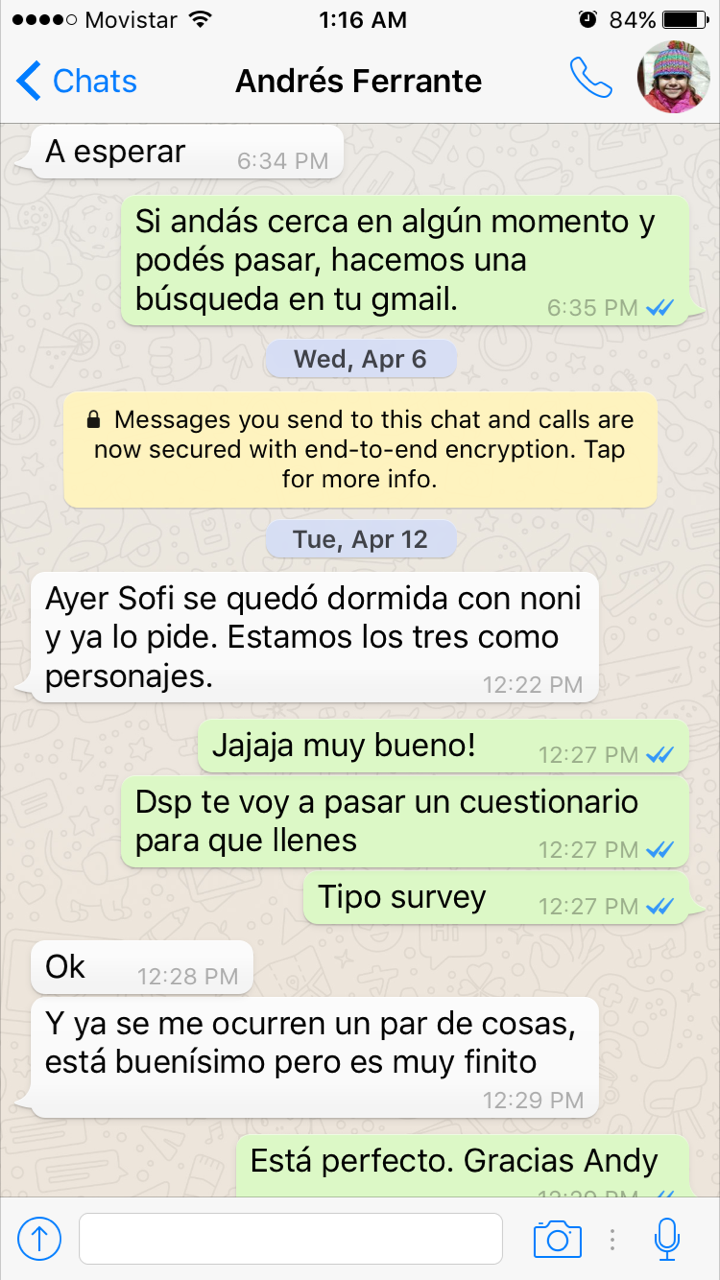 Movistar 1:16 AM 84%
Chats Andrés Ferrante
A esperar 6:34 PM
Si andás cerca en algún momento y
podés pasar, hacemos una
búsqueda en tu gmail. 6:35 PM
Wed, Apr 6
Messages you send to this chat and calls are
now secured with end-to-end encryption. Tap
for more info.
Tue, Apr 12
Ayer Sofi se quedó dormida con noni
y ya lo pide. Estamos los tres como
personajes. 12:22 PM
Jajaja muy bueno! 12:27 PM
Dsp te voy a pasar un cuestionario
para que llenes 12:27 PM
Tipo survey 12:27 PM
Ok 12:28 PM
Y ya se me ocurren un par de cosas,
está buenísimo pero es muy finito
12:29 PM
Está perfecto. Gracias Andy